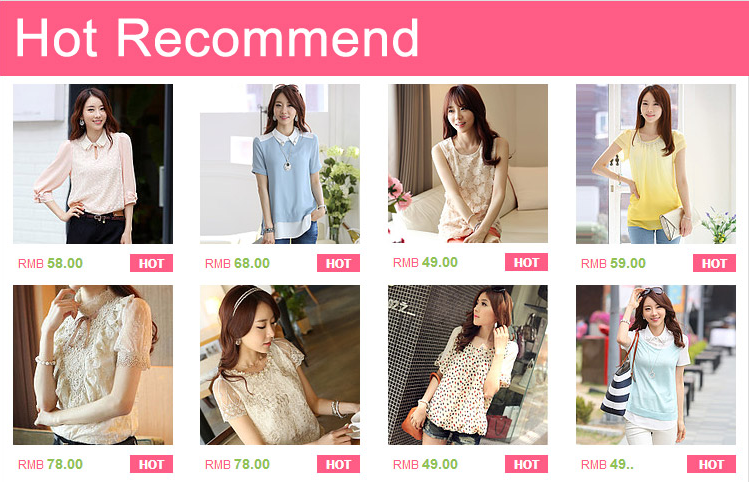 Hot Recommend
RMB 58.00 HOT RMB 68.00 HOT RMB 49.00 HOT RMB 59.00 HOT
RMB 78.00 HOT RMB 78.00 HOT RMB 49.00 HOT RMB 49.. HOT